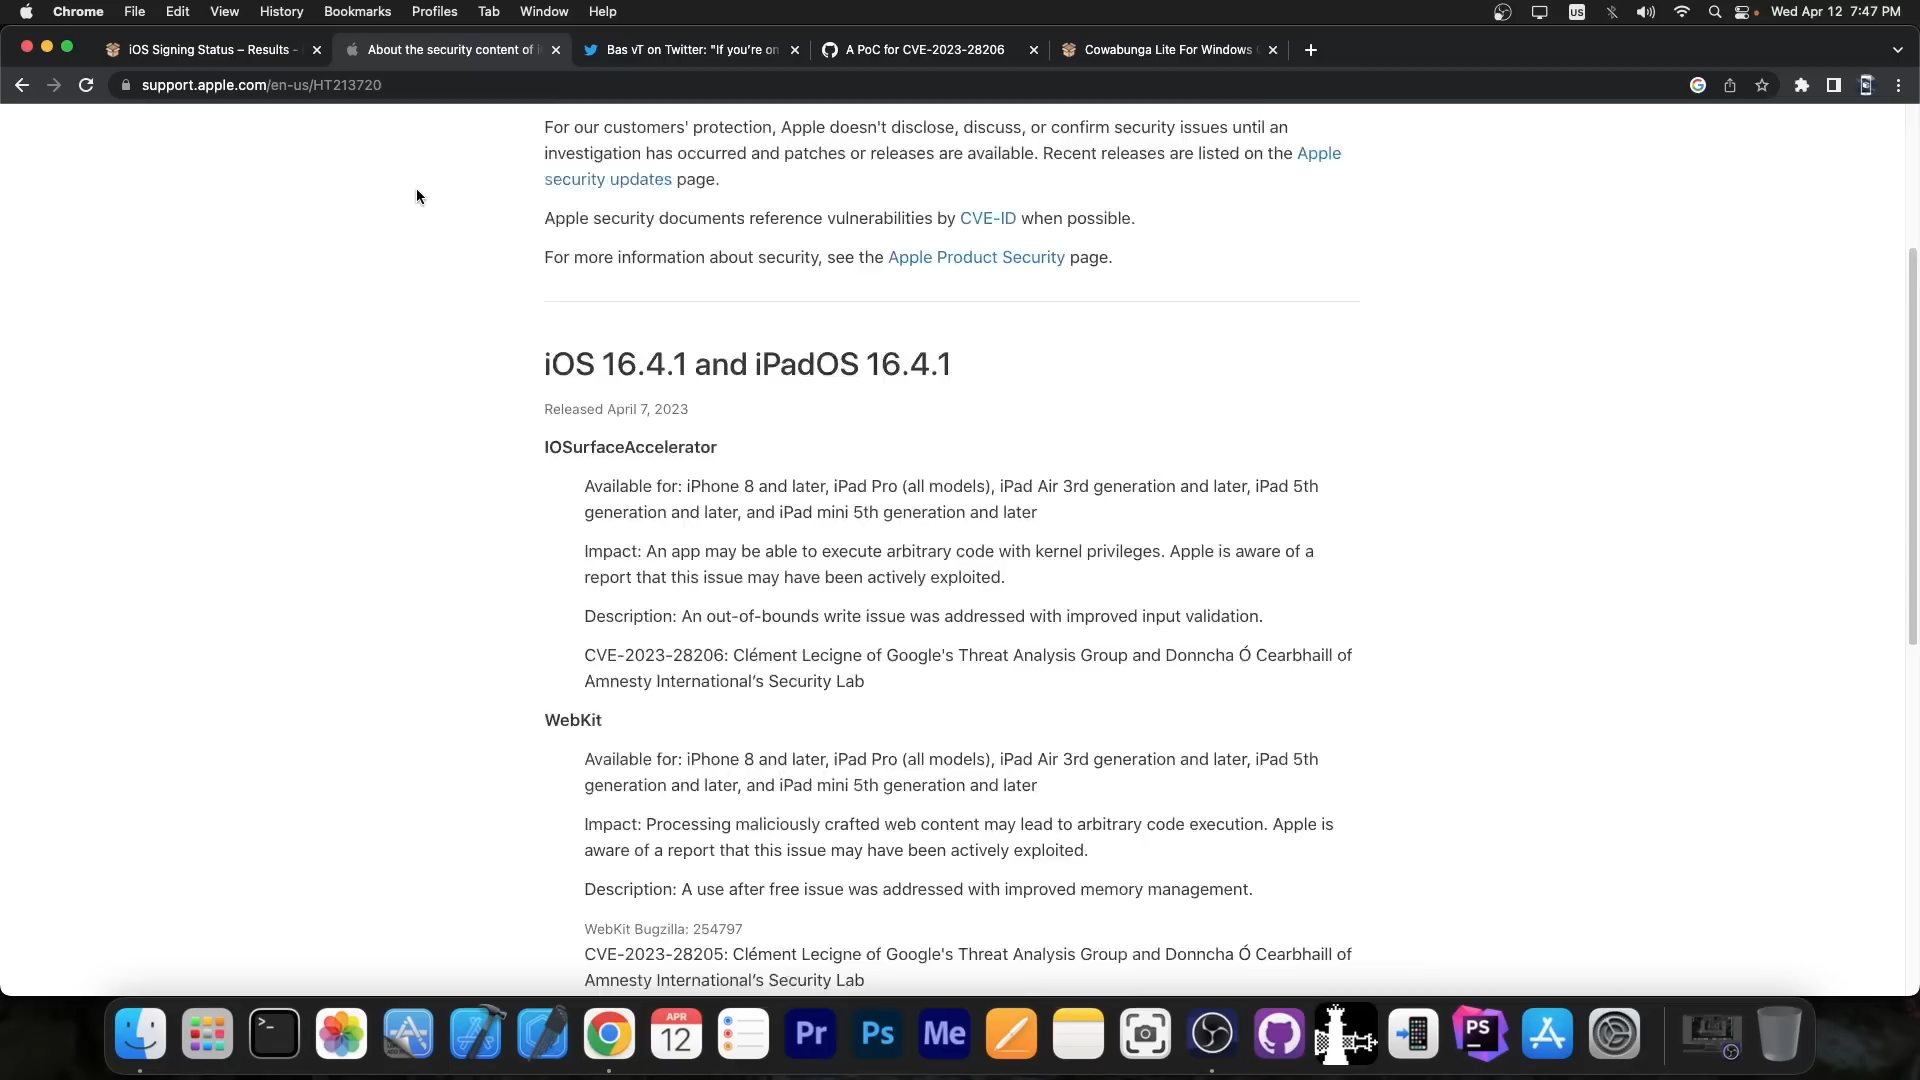 Chrome File Edit View History Bookmarks Profiles Tab Window Help US Wed Apr 12 7:47 PM
iOS Signing Status – Results - About the security content of Bas vT on Twitter: "If you're on A PoC for CVE-2023-28206 Cowabunga Lite For Windows
support.apple.com/en-us/HT213720
For our customers' protection, Apple doesn't disclose, discuss, or confirm security issues until an
investigation has occurred and patches or releases are available. Recent releases are listed on the Apple
security updates page.
Apple security documents reference vulnerabilities by CVE-ID when possible.
For more information about security, see the Apple Product Security page.
iOS 16.4.1 and iPadOS 16.4.1
Released April 7, 2023
IOSurfaceAccelerator
Available for: iPhone 8 and later, iPad Pro (all models), iPad Air 3rd generation and later, iPad 5th
generation and later, and iPad mini 5th generation and later
Impact: An app may be able to execute arbitrary code with kernel privileges. Apple is aware of a
report that this issue may have been actively exploited.
Description: An out-of-bounds write issue was addressed with improved input validation.
CVE-2023-28206: Clément Lecigne of Google's Threat Analysis Group and Donncha Ó Cearbhaill of
Amnesty International's Security Lab
WebKit
Available for: iPhone 8 and later, iPad Pro (all models), iPad Air 3rd generation and later, iPad 5th
generation and later, and iPad mini 5th generation and later
Impact: Processing maliciously crafted web content may lead to arbitrary code execution. Apple is
aware of a report that this issue may have been actively exploited.
Description: A use after free issue was addressed with improved memory management.
WebKit Bugzilla: 254797
CVE-2023-28205: Clément Lecigne of Google's Threat Analysis Group and Donncha Ó Cearbhaill of
Amnesty International's Security Lab
APR
12 Pr Ps Me PS